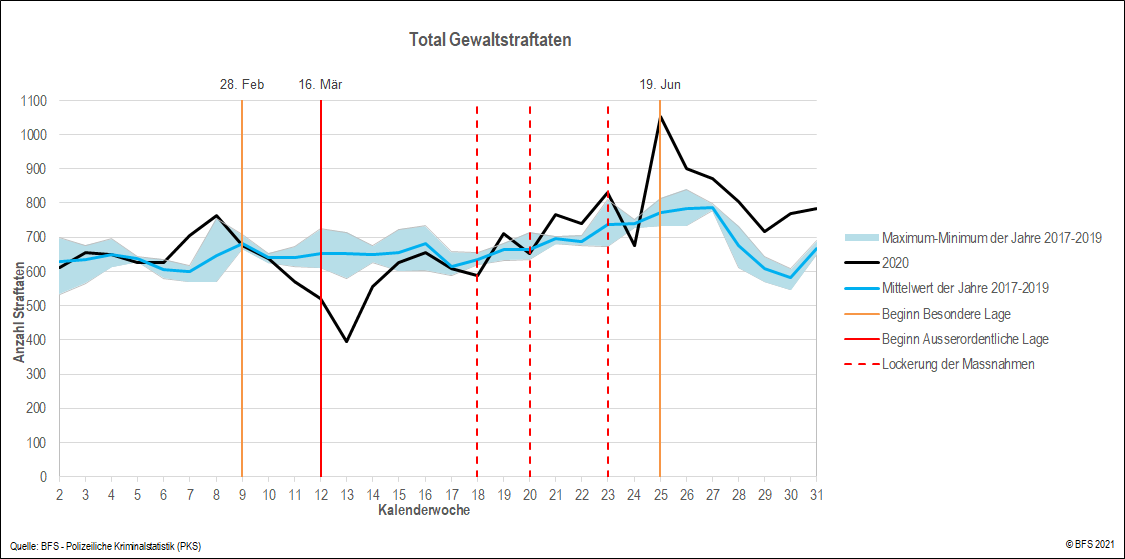 Total Gewaltstraftaten
28. Feb
16. Mär
19. Jun
1100
1000
900
800
700
600
500
400
300
200
100
0
Anzahl Straftaten
2 3 4 5 6 7 8 9 10 11 12 13 14 15 16 17 18 19 20 21 22 23 24 25 26 27 28 29 30 31
Kalenderwoche
Maximum-Minimum der Jahre 2017-2019
2020
Mittelwert der Jahre 2017-2019
Beginn Besondere Lage
Beginn Ausserordentliche Lage
Lockerung der Massnahmen
Quelle: BFS - Polizeiliche Kriminalstatistik (PKS)
© BFS 2021